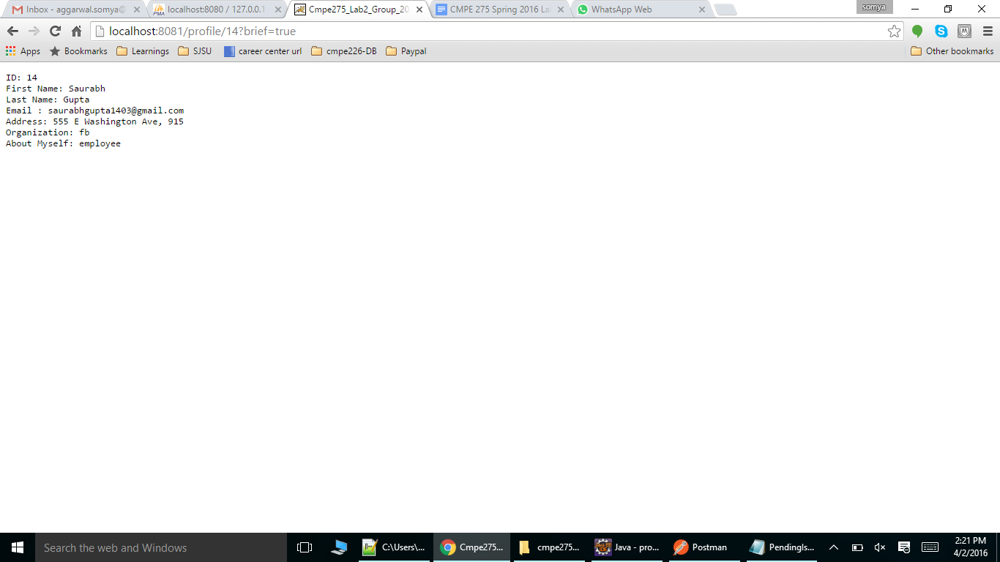 Inbox - aggarwal.somya@
localhost:8080 / 127.0.0.1
Cmpe275_Lab2_Group_20
CMPE 275 Spring 2016 La
WhatsApp Web
somya
localhost:8081/profile/14?brief=true
Apps
Bookmarks
Learnings
SJSU
career center url
cmpe226-DB
Paypal
Other bookmarks
ID: 14
First Name: Saurabh
Last Name: Gupta
Email : saurabhgupta1403@gmail.com
Address: 555 E Washington Ave, 915
Organization: fb
About Myself: employee
Search the web and Windows
C:\Users\...
Cmpe275...
cmpe275...
Java - pro...
Postman
PendingIs...
2:21 PM
4/2/2016